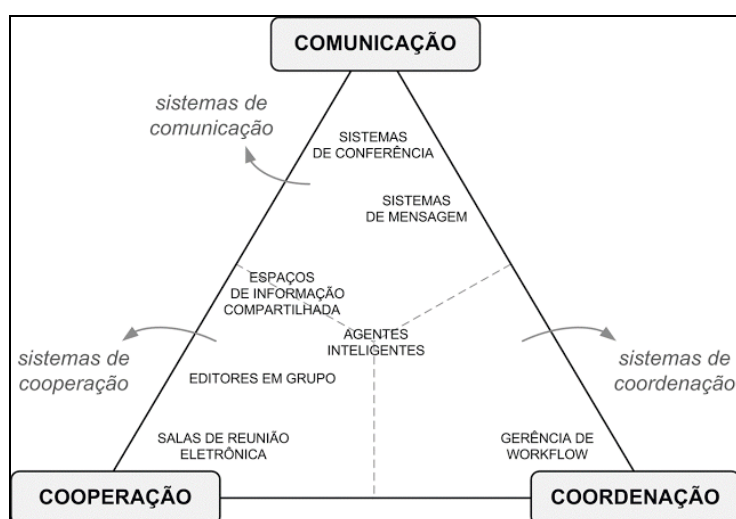 COMUNICAÇÃO
sistemas de
comunicação
SISTEMAS
DE CONFERÊNCIA
SISTEMAS
DE MENSAGEM
ESPAÇOS
DE INFORMAÇÃO
COMPARTILHADA
AGENTES
INTELIGENTES
sistemas de
cooperação
sistemas de
coordenação
EDITORES EM GRUPO
SALAS DE REUNIÃO
ELETRÔNICA
GERÊNCIA DE
WORKFLOW
COOPERAÇÃO
COORDENAÇÃO